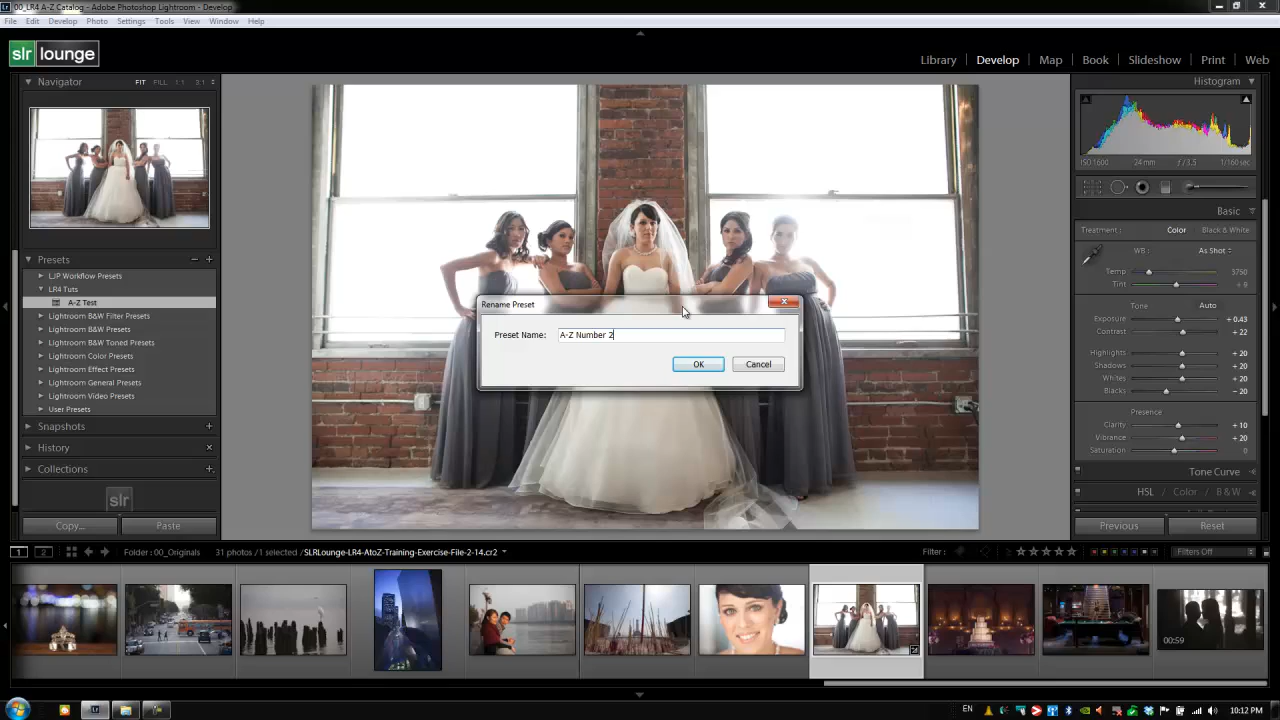 00_LR4 A-Z Catalog - Adobe Photoshop Lightroom - Develop
File Edit Develop Photo Settings Tools View Window Help
slr lounge
Library | Develop | Map | Book | Slideshow | Print | Web
Navigator FIT FILL 1:1 3:1
Histogram
ISO 1600 24 mm f / 3.5 1/160 sec
Basic
Treatment : Color Black & White
WB : As Shot
Temp 3750
Tint + 9
Tone Auto
Exposure + 0.43
Contrast + 22
Highlights + 20
Shadows + 20
Whites + 20
Blacks - 20
Presence
Clarity + 10
Vibrance + 20
Saturation 0
Tone Curve
HSL / Color / B & W
Previous Reset
Presets
LJP Workflow Presets
LR4 Tuts
A-Z Test
Lightroom B&W Filter Presets
Lightroom B&W Presets
Lightroom B&W Toned Presets
Lightroom Color Presets
Lightroom Effect Presets
Lightroom General Presets
Lightroom Video Presets
User Presets
Snapshots
History
Collections
slr
Copy... Paste
Rename Preset
Preset Name: A-Z Number 2
OK Cancel
1 2 Folder : 00_Originals 31 photos /1 selected /SLRLounge-LR4-AtoZ-Training-Exercise-File-2-14.cr2 Filter : Filters Off
00:59
EN 10:12 PM